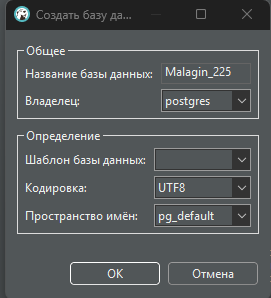 Создать базу да...
Общее
Название базы данных: Malagin_225
Владелец: postgres
Определение
Шаблон базы данных:
Кодировка: UTF8
Пространство имён: pg_default
ОК Отмена